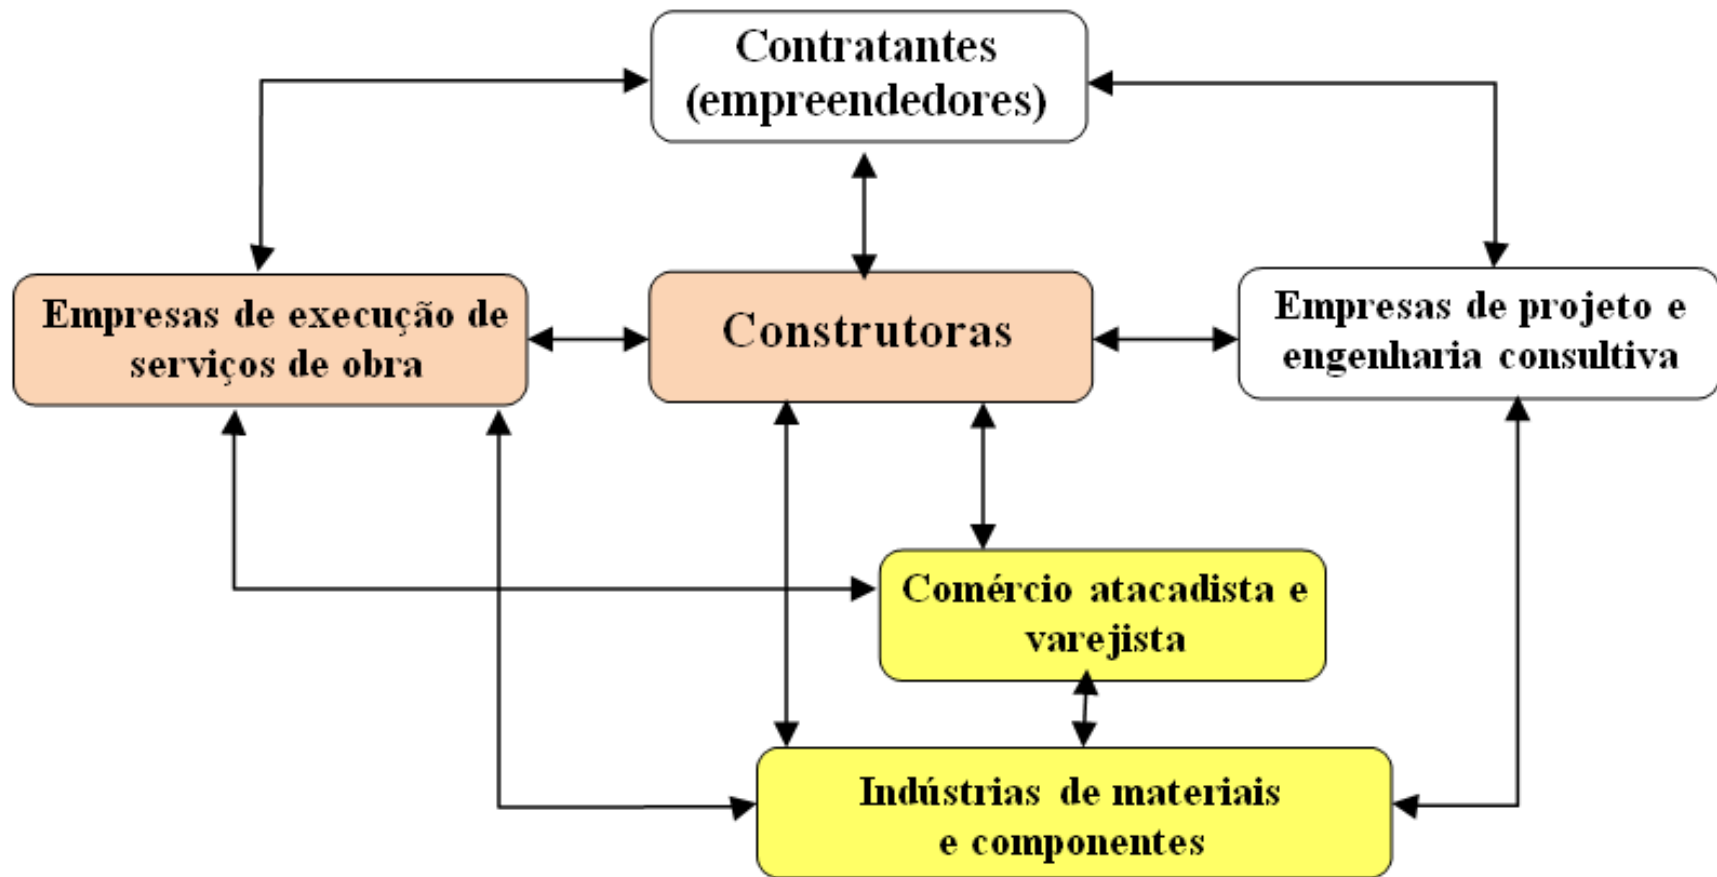 Contratantes
(empreendedores)
Empresas de execução de
serviços de obra
Construtoras
Empresas de projeto e
engenharia consultiva
Comércio atacadista e
varejista
Indústrias de materiais
e componentes